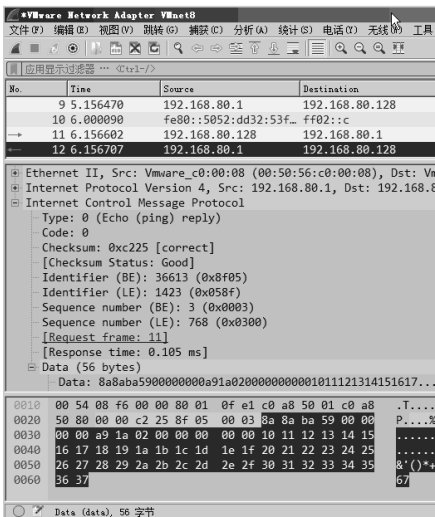 *VMware Network Adapter VMnet8
文件(F) 编辑(E) 视图(V) 跳转(G) 捕获(C) 分析(A) 统计(S) 电话(Y) 无线(W) 工具
应用显示过滤器 … <Ctrl-/>
No. Time Source Destination
9 5.156470 192.168.80.1 192.168.80.128
10 6.000090 fe80::5052:dd32:53f… ff02::c
11 6.156602 192.168.80.128 192.168.80.1
12 6.156707 192.168.80.1 192.168.80.128
Ethernet II, Src: Vmware_c0:00:08 (00:50:56:c0:00:08), Dst: Vm
Internet Protocol Version 4, Src: 192.168.80.1, Dst: 192.168.8
Internet Control Message Protocol
Type: 0 (Echo (ping) reply)
Code: 0
Checksum: 0xc225 [correct]
[Checksum Status: Good]
Identifier (BE): 36613 (0x8f05)
Identifier (LE): 1423 (0x058f)
Sequence number (BE): 3 (0x0003)
Sequence number (LE): 768 (0x0300)
[Request frame: 11]
[Response time: 0.105 ms]
Data (56 bytes)
Data: 8a8aba5900000000a91a0200000000001011121314151617...
0010 00 54 08 f6 00 00 80 01 0f e1 c0 a8 50 01 c0 a8 .T....
0020 50 80 00 00 c2 25 8f 05 00 03 8a 8a ba 59 00 00 P....%
0030 00 00 a9 1a 02 00 00 00 00 00 10 11 12 13 14 15 ......
0040 16 17 18 19 1a 1b 1c 1d 1e 1f 20 21 22 23 24 25 ......
0050 26 27 28 29 2a 2b 2c 2d 2e 2f 30 31 32 33 34 35 &'()*+
0060 36 37 67
Data (data), 56 字节